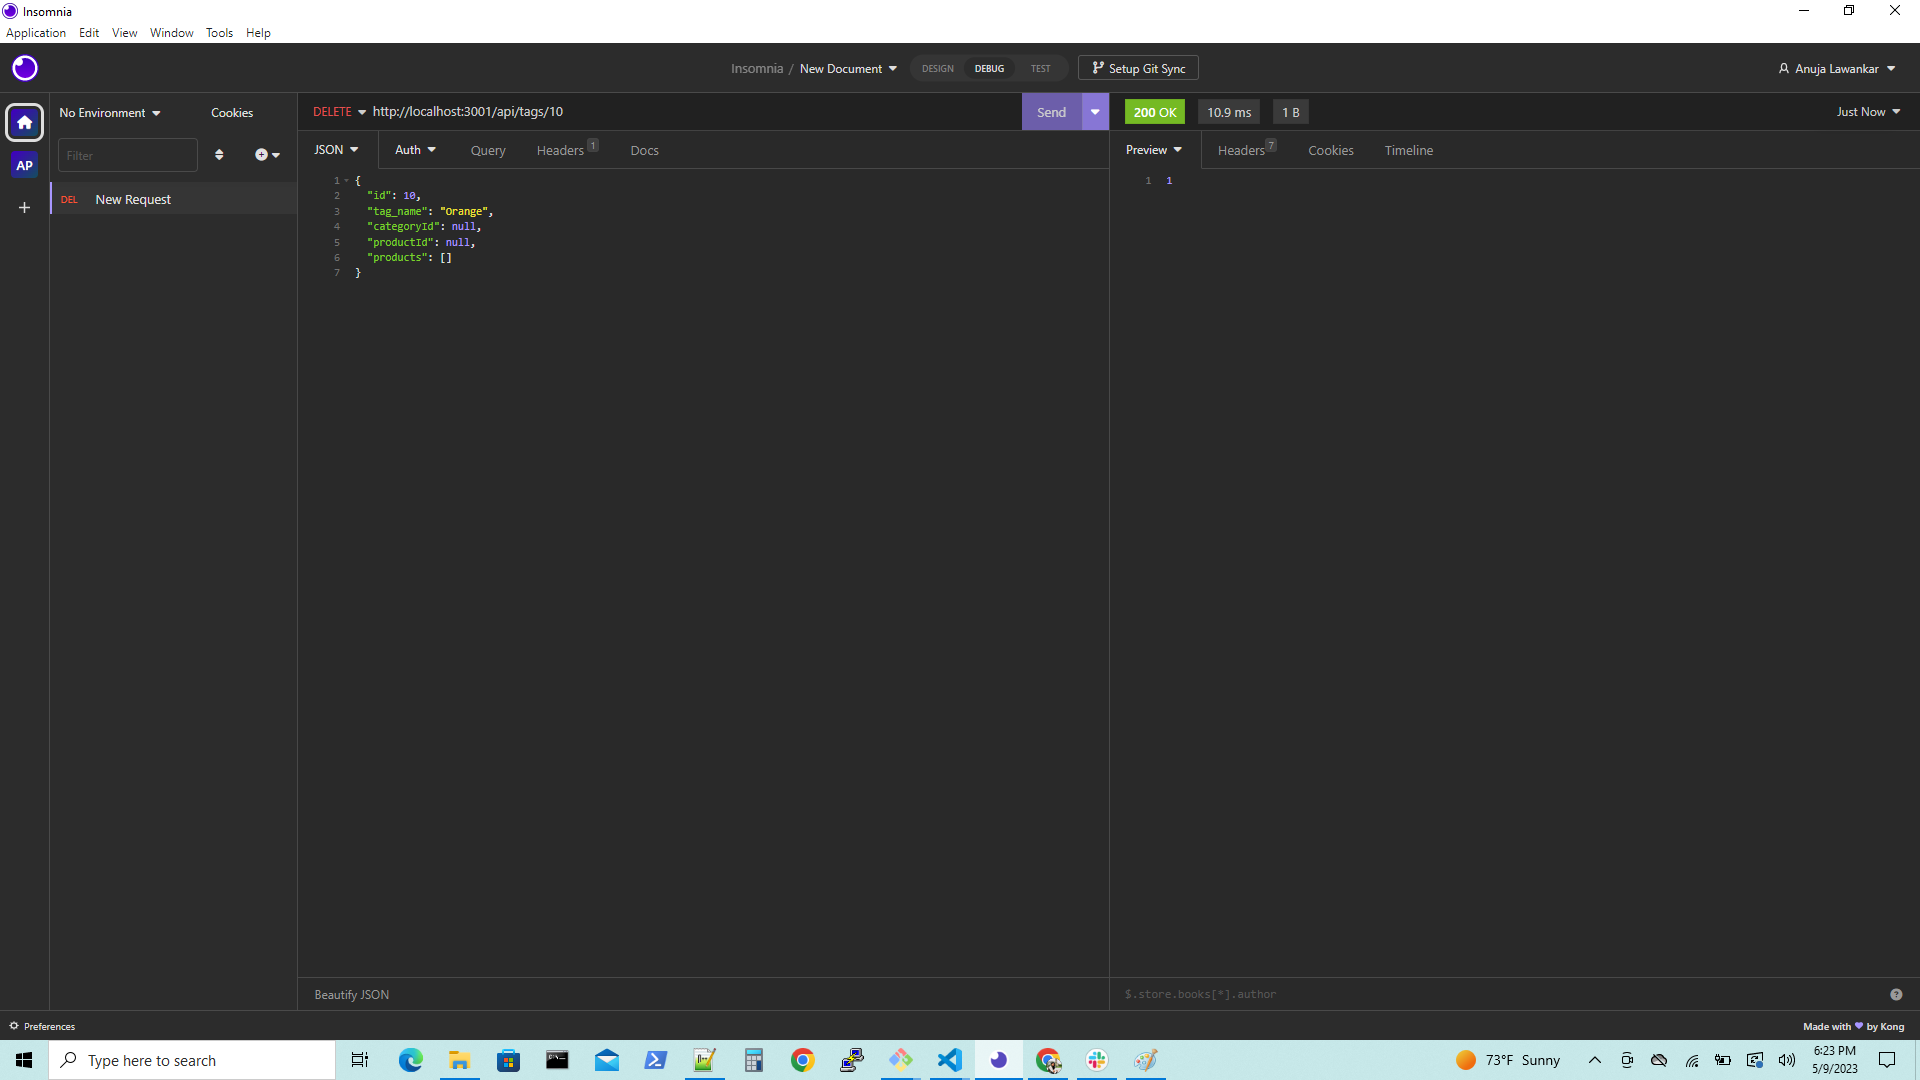 Insomnia
Application Edit View Window Tools Help
Insomnia / New Document DESIGN DEBUG TEST Setup Git Sync Anuja Lawankar
No Environment Cookies DELETE http://localhost:3001/api/tags/10 Send 200 OK 10.9 ms 1 B Just Now
Filter JSON Auth Query Headers 1 Docs Preview Headers 7 Cookies Timeline
AP
DEL New Request
1 {
2 "id": 10,
3 "tag_name": "Orange",
4 "categoryId": null,
5 "productId": null,
6 "products": []
7 }
1 1
Beautify JSON $.store.books[*].author ?
Preferences Made with by Kong
Type here to search 73°F Sunny 6:23 PM
5/9/2023